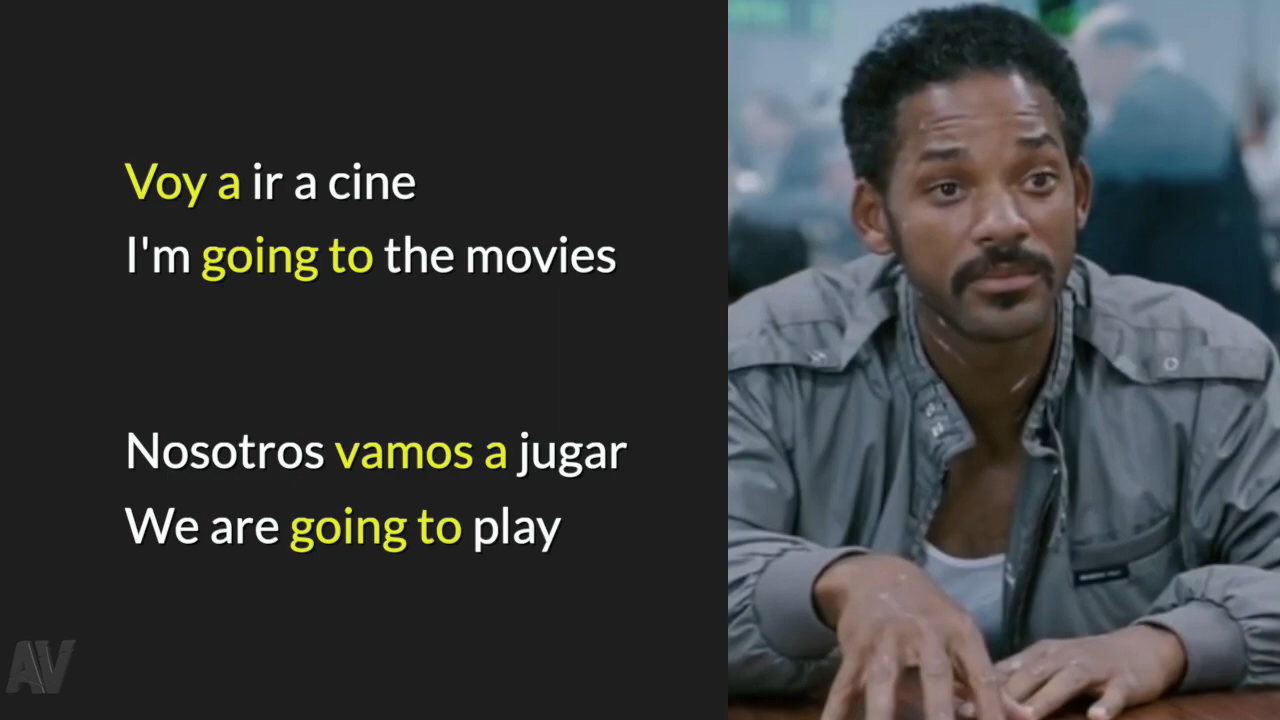 Voy a ir a cine
I'm going to the movies
Nosotros vamos a jugar
We are going to play
AV